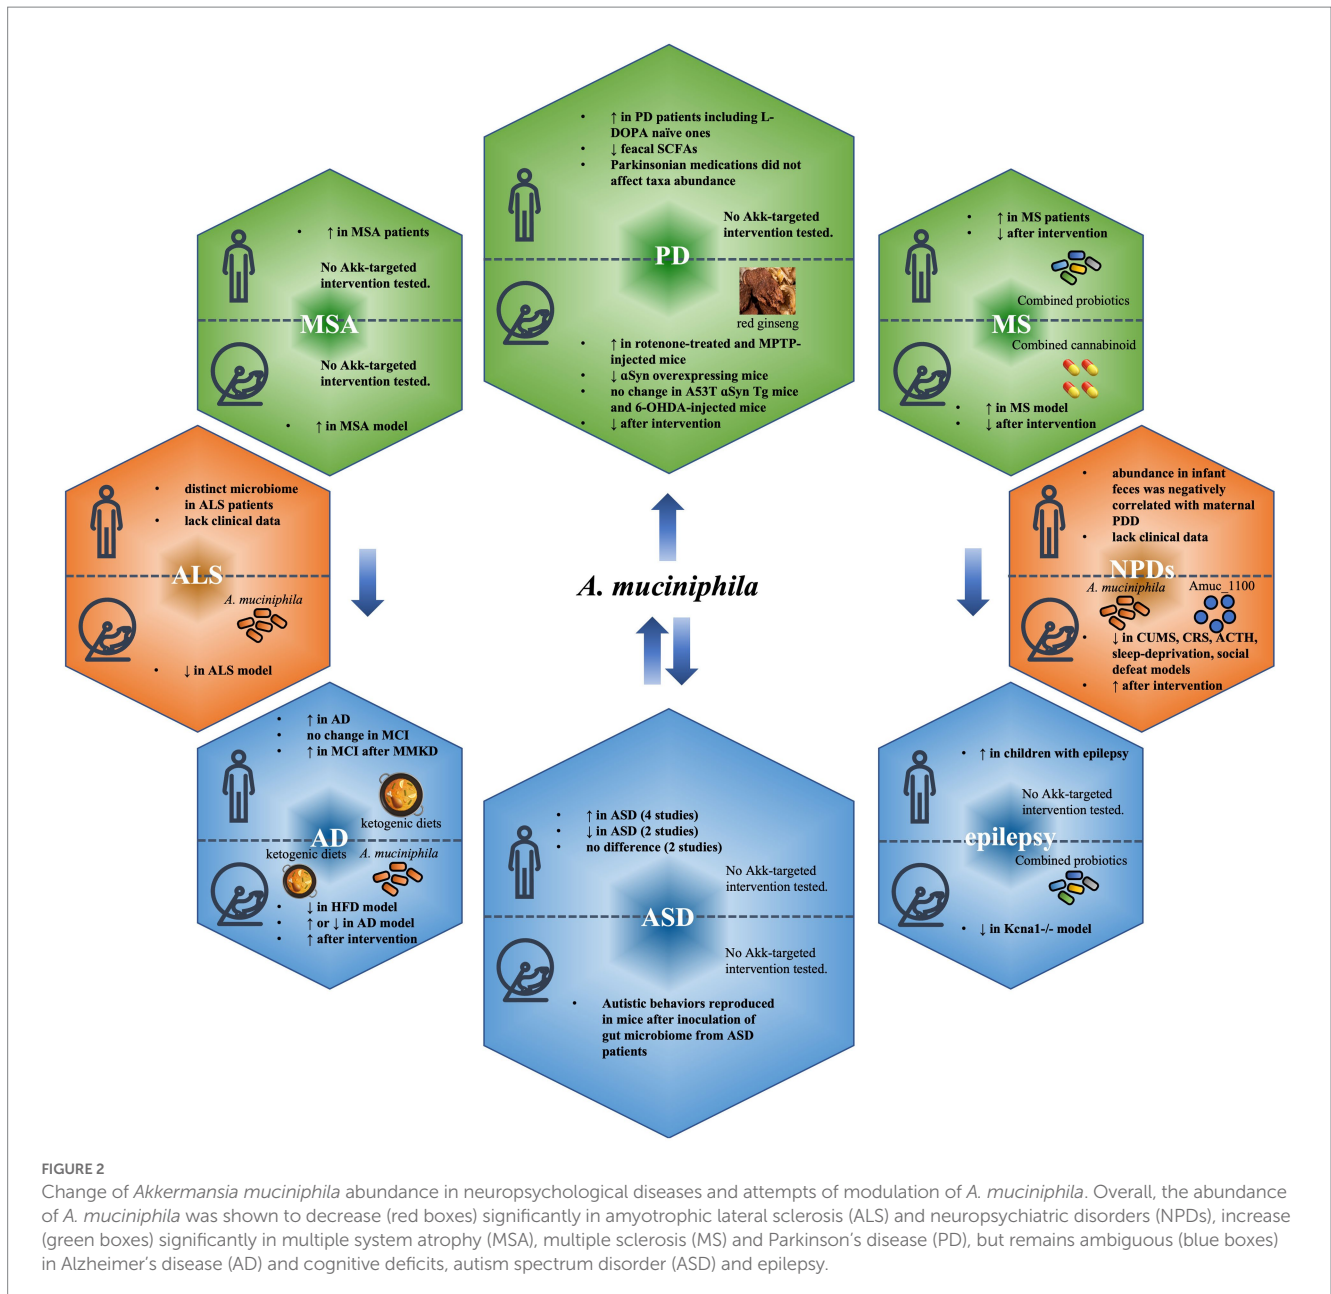 • ↑ in PD patients including L-
DOPA naïve ones
• ↓ feacal SCFAs
• Parkinsonian medications did not
affect taxa abundance
No Akk-targeted
intervention tested.
PD
red ginseng
• ↑ in rotenone-treated and MPTP-
injected mice
• ↓ αSyn overexpressing mice
• no change in A53T αSyn Tg mice
and 6-OHDA-injected mice
• ↓ after intervention
• ↑ in MSA patients
No Akk-targeted
intervention tested.
MSA
No Akk-targeted
intervention tested.
• ↑ in MSA model
• ↑ in MS patients
• ↓ after intervention
Combined probiotics
MS
Combined cannabinoid
• ↑ in MS model
• ↓ after intervention
• distinct microbiome
in ALS patients
• lack clinical data
ALS
A. muciniphila
• ↓ in ALS model
A. muciniphila
• abundance in infant
feces was negatively
correlated with maternal
PDD
• lack clinical data
NPDs
A. muciniphila
Amuc_1100
• ↓ in CUMS, CRS, ACTH,
sleep-deprivation, social
defeat models
• ↑ after intervention
• ↑ in AD
• no change in MCI
• ↑ in MCI after MMKD
ketogenic diets
AD
ketogenic diets
A. muciniphila
• ↓ in HFD model
• ↑ or ↓ in AD model
• ↑ after intervention
• ↑ in ASD (4 studies)
• ↓ in ASD (2 studies)
• no difference (2 studies)
No Akk-targeted
intervention tested.
ASD
No Akk-targeted
intervention tested.
• Autistic behaviors reproduced
in mice after inoculation of
gut microbiome from ASD
patients
• ↑ in children with epilepsy
No Akk-targeted
intervention tested.
epilepsy
Combined probiotics
• ↓ in Kcna1-/- model
FIGURE 2
Change of Akkermansia muciniphila abundance in neuropsychological diseases and attempts of modulation of A. muciniphila. Overall, the abundance
of A. muciniphila was shown to decrease (red boxes) significantly in amyotrophic lateral sclerosis (ALS) and neuropsychiatric disorders (NPDs), increase
(green boxes) significantly in multiple system atrophy (MSA), multiple sclerosis (MS) and Parkinson's disease (PD), but remains ambiguous (blue boxes)
in Alzheimer's disease (AD) and cognitive deficits, autism spectrum disorder (ASD) and epilepsy.